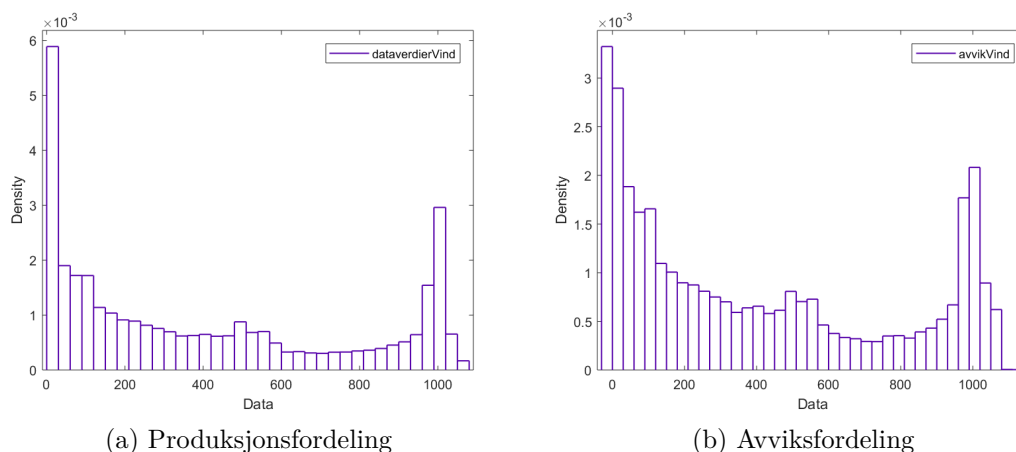 ×10⁻³
6
5
4
3
2
1
0
Density
0 200 400 600 800 1000
Data
dataverdierVind
(a) Produksjonsfordeling
×10⁻³
3
2.5
2
1.5
1
0.5
0
Density
0 200 400 600 800 1000
Data
avvikVind
(b) Avviksfordeling